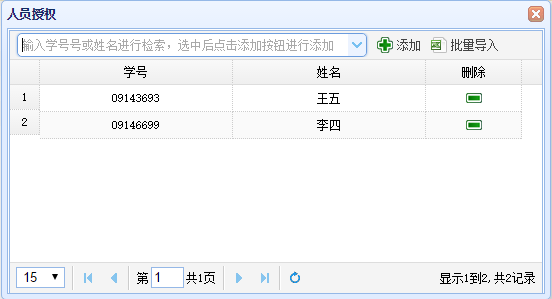 人员授权
输入学号号或姓名进行检索，选中后点击添加按钮进行添加 添加 批量导入
学号 姓名 删除
1 09143693 王五
2 09146699 李四
15 第 1 共1页 显示1到2,共2记录